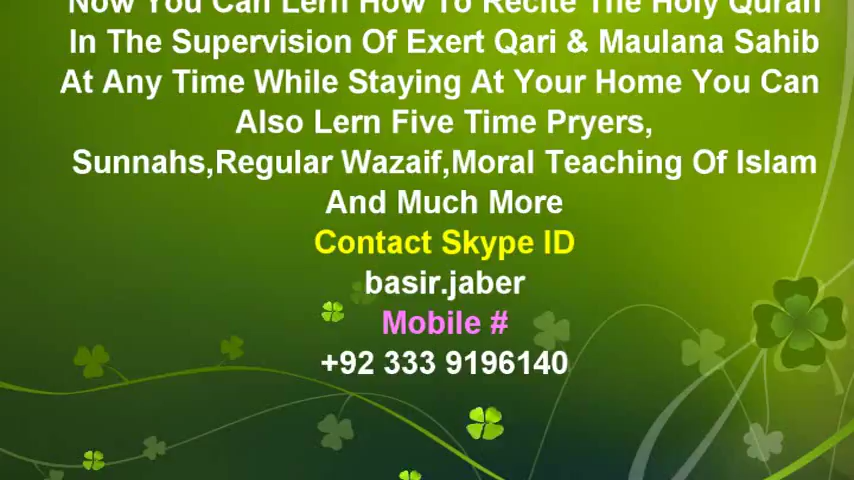 Now You Can Lern How To Recite The Holy Quran
In The Supervision Of Exert Qari & Maulana Sahib
At Any Time While Staying At Your Home You Can
Also Lern Five Time Pryers,
Sunnahs,Regular Wazaif,Moral Teaching Of Islam
And Much More
Contact Skype ID
basir.jaber
Mobile #
+92 333 9196140